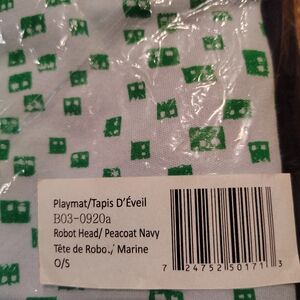 Playmat/Tapis D'Éveil
B03-0920a
Robot Head/ Peacoat Navy
Tête de Robo../ Marine
O/S
7 24752 50171 3